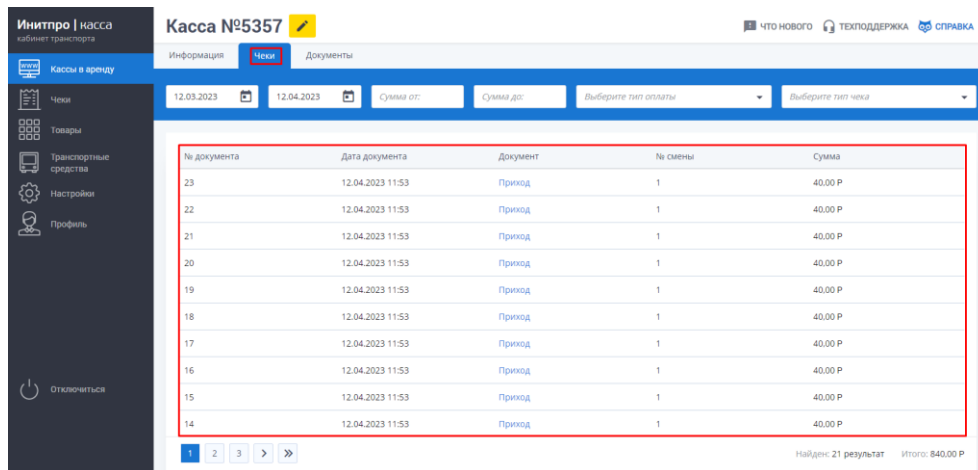 Инитпро | касса
кабинет транспорта
Касса №5357
ЧТО НОВОГО ТЕХПОДДЕРЖКА СПРАВКА
Информация Чеки Документы
WWW Кассы в аренду
Чеки
Товары
Транспортные средства
Настройки
Профиль
Отключиться
12.03.2023 12.04.2023 Сумма от: Сумма до: Выберите тип оплаты Выберите тип чека
№ документа Дата документа Документ № смены Сумма
23 12.04.2023 11:53 Приход 1 40,00 Р
22 12.04.2023 11:53 Приход 1 40,00 Р
21 12.04.2023 11:53 Приход 1 40,00 Р
20 12.04.2023 11:53 Приход 1 40,00 Р
19 12.04.2023 11:53 Приход 1 40,00 Р
18 12.04.2023 11:53 Приход 1 40,00 Р
17 12.04.2023 11:53 Приход 1 40,00 Р
16 12.04.2023 11:53 Приход 1 40,00 Р
15 12.04.2023 11:53 Приход 1 40,00 Р
14 12.04.2023 11:53 Приход 1 40,00 Р
1 2 3 > »
Найден: 21 результат Итого: 840,00 Р